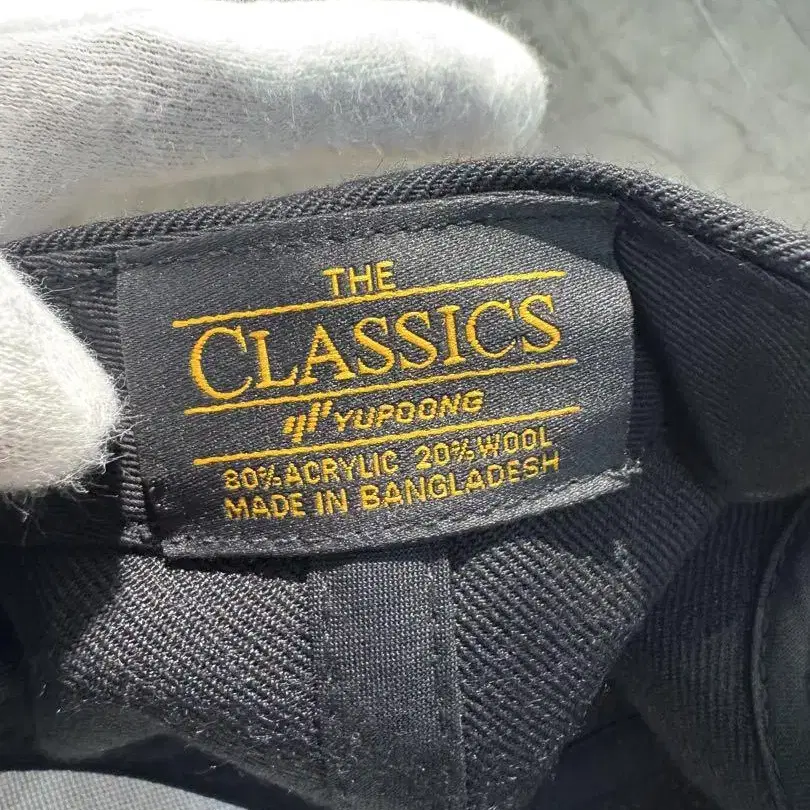 THE
CLASSICS
YUPOONG
80% ACRYLIC 20% WOOL
MADE IN BANGLADESH